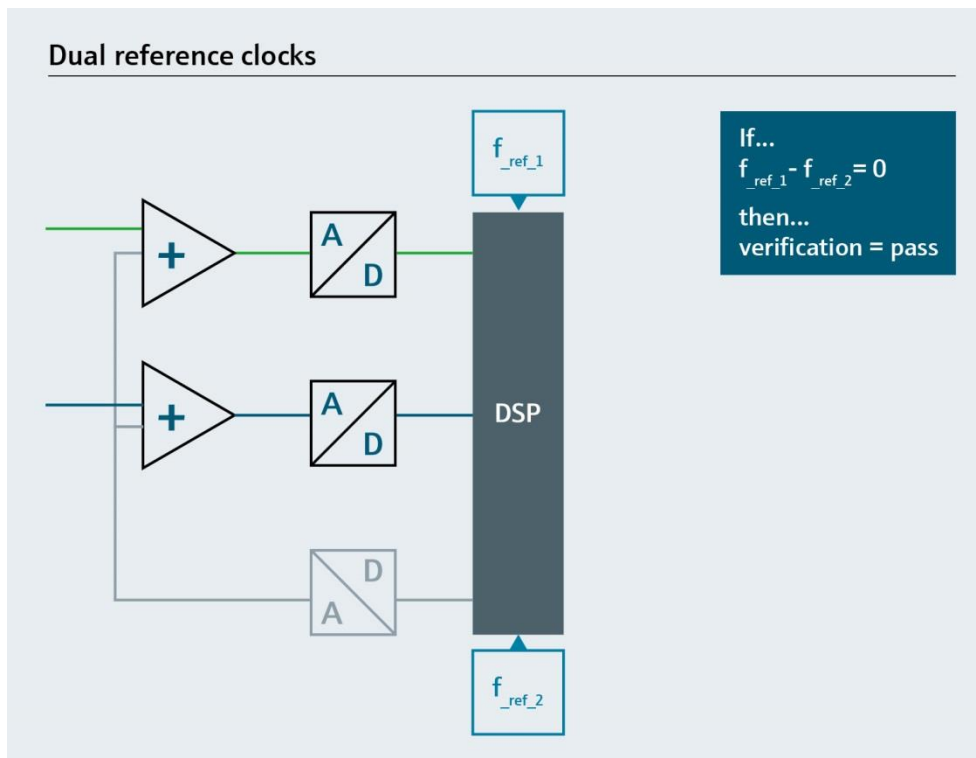 Dual reference clocks
f_ref_1
If...
f_ref_1 - f_ref_2 = 0
then...
verification = pass
+
A
D
+
A
D
DSP
D
A
f_ref_2